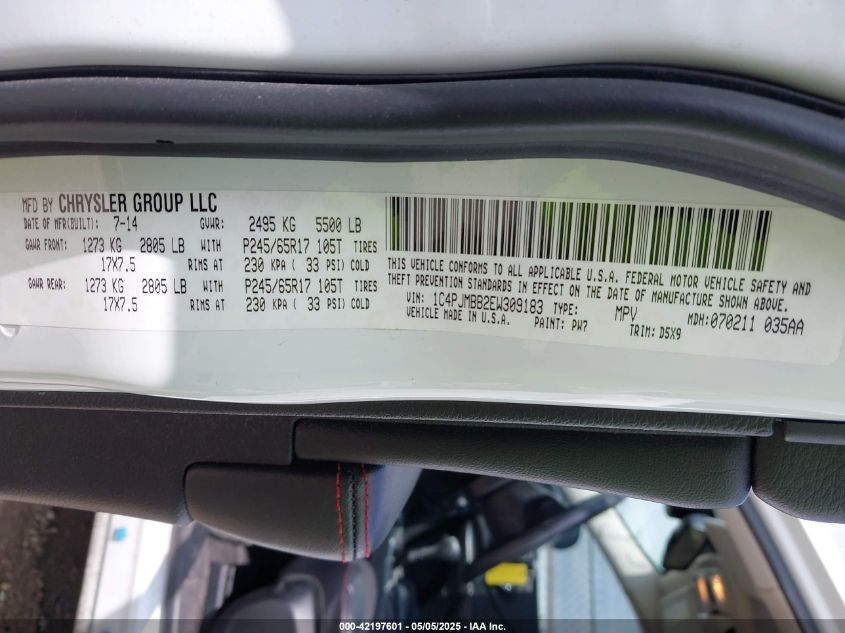 MFD BY CHRYSLER GROUP LLC
DATE OF MFR(BUILT): 7-14 GVWR: 2495 KG 5500 LB
GAWR FRONT: 1273 KG 2805 LB WITH P245/65R17 105T TIRES
17X7.5 RIMS AT 230 KPA ( 33 PSI) COLD
GAWR REAR: 1273 KG 2805 LB WITH P245/65R17 105T TIRES
17X7.5 RIMS AT 230 KPA ( 33 PSI) COLD
THIS VEHICLE CONFORMS TO ALL APPLICABLE U.S.A. FEDERAL MOTOR VEHICLE SAFETY AND
THEFT PREVENTION STANDARDS IN EFFECT ON THE DATE OF MANUFACTURE SHOWN ABOVE.
VIN: 1C4PJMBB2EW309183 TYPE: MPV MDH: 070211 035AA
VEHICLE MADE IN U.S.A. PAINT: PW7 TRIM: D5X9
000-42197601 - 05/05/2025 - IAA Inc.